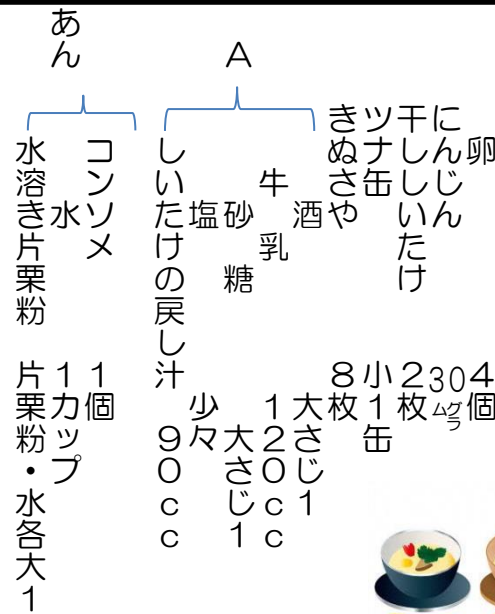 卵 4個
にんじん 30グラム
干ししいたけ 2枚
ツナ缶 小1缶
きぬさや 8枚
A
酒 大さじ1
牛乳 120cc
砂糖 大さじ1
塩 少々
しいたけの戻し汁 90cc
あん
コンソメ 1個
水 1カップ
水溶き片栗粉 片栗粉・水各大1